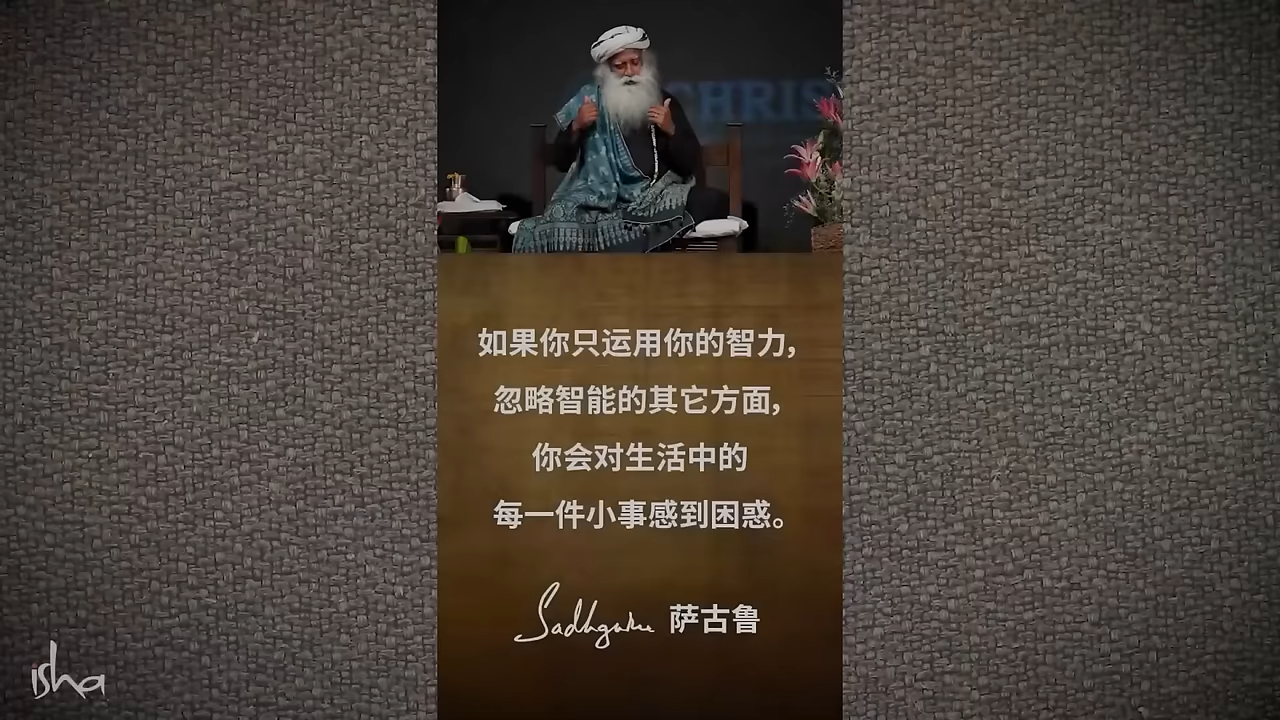 CHRIS
如果你只运用你的智力,
忽略智能的其它方面,
你会对生活中的
每一件小事感到困惑。
Sadhguru 萨古鲁
isha